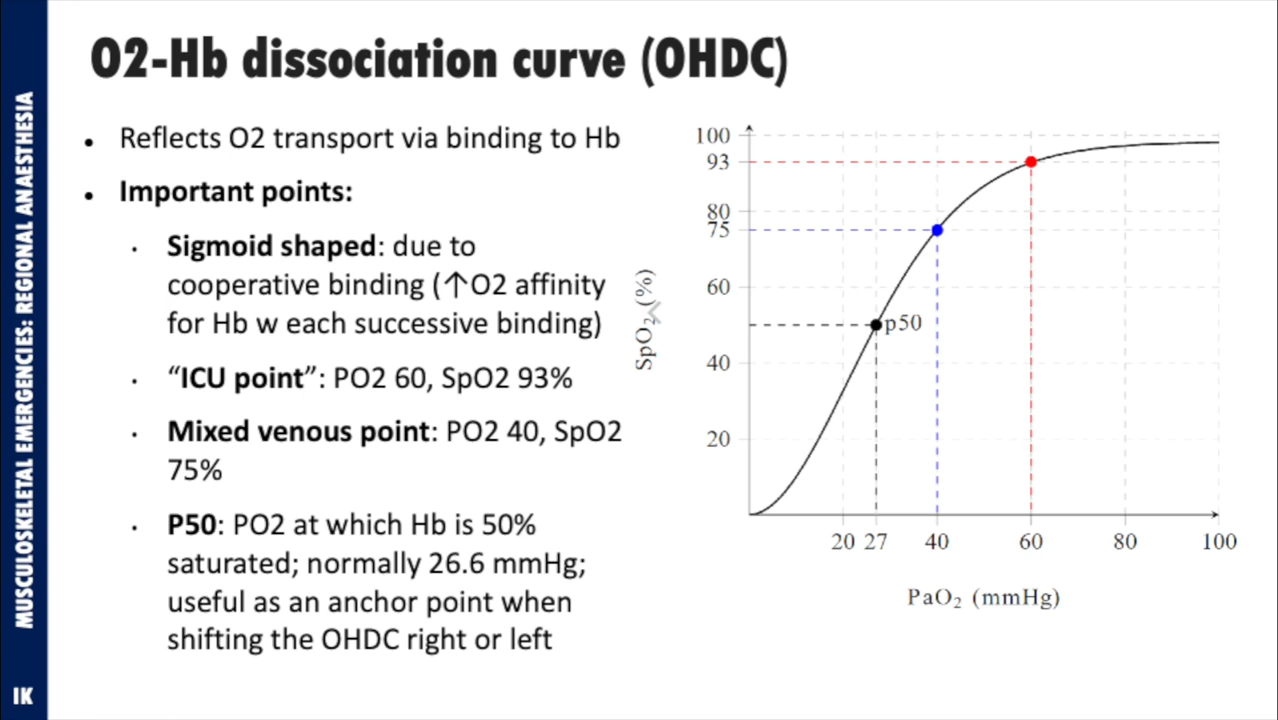 O2-Hb dissociation curve (OHDC)
MUSCULOSKELETAL EMERGENCIES: REGIONAL ANAESTHESIA
IK
• Reflects O2 transport via binding to Hb
• Important points:
• Sigmoid shaped: due to
cooperative binding (↑O2 affinity
for Hb w each successive binding)
• “ICU point”: PO2 60, SpO2 93%
• Mixed venous point: PO2 40, SpO2
75%
• P50: PO2 at which Hb is 50%
saturated; normally 26.6 mmHg;
useful as an anchor point when
shifting the OHDC right or left
SpO₂ (%)
100
93
80
75
60
p50
40
20
20 27 40 60 80 100
PaO₂ (mmHg)